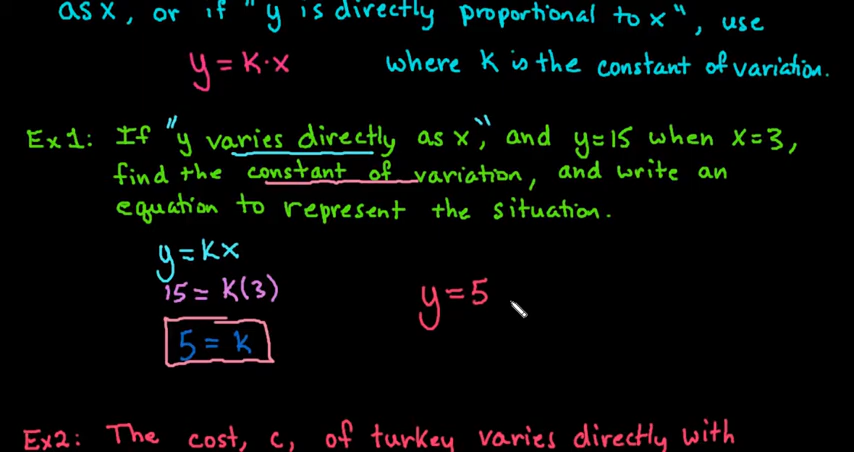 as x, or if "y is directly proportional to x", use
y = K·x where K is the constant of variation.
Ex1: If "y varies directly as x", and y=15 when x=3,
find the constant of variation, and write an
equation to represent the situation.
y = Kx
15 = K(3)
5 = K
y = 5
Ex2: The cost, c, of turkey varies directly with